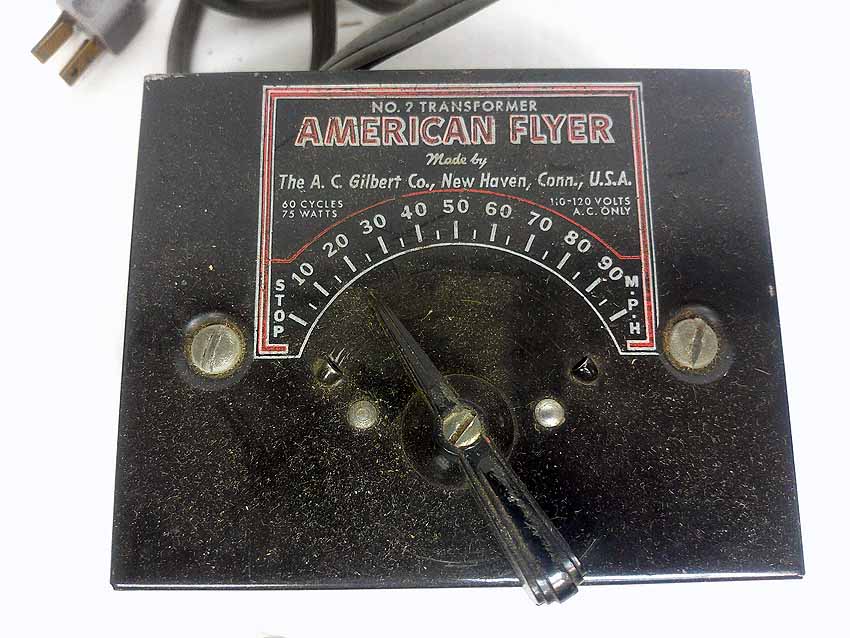 NO. 2 TRANSFORMER
AMERICAN FLYER
Made by
The A. C. Gilbert Co., New Haven, Conn., U.S.A.
60 CYCLES
75 WATTS
110-120 VOLTS
A.C. ONLY
STOP
10 20 30 40 50 60 70 80 90
M.P.H